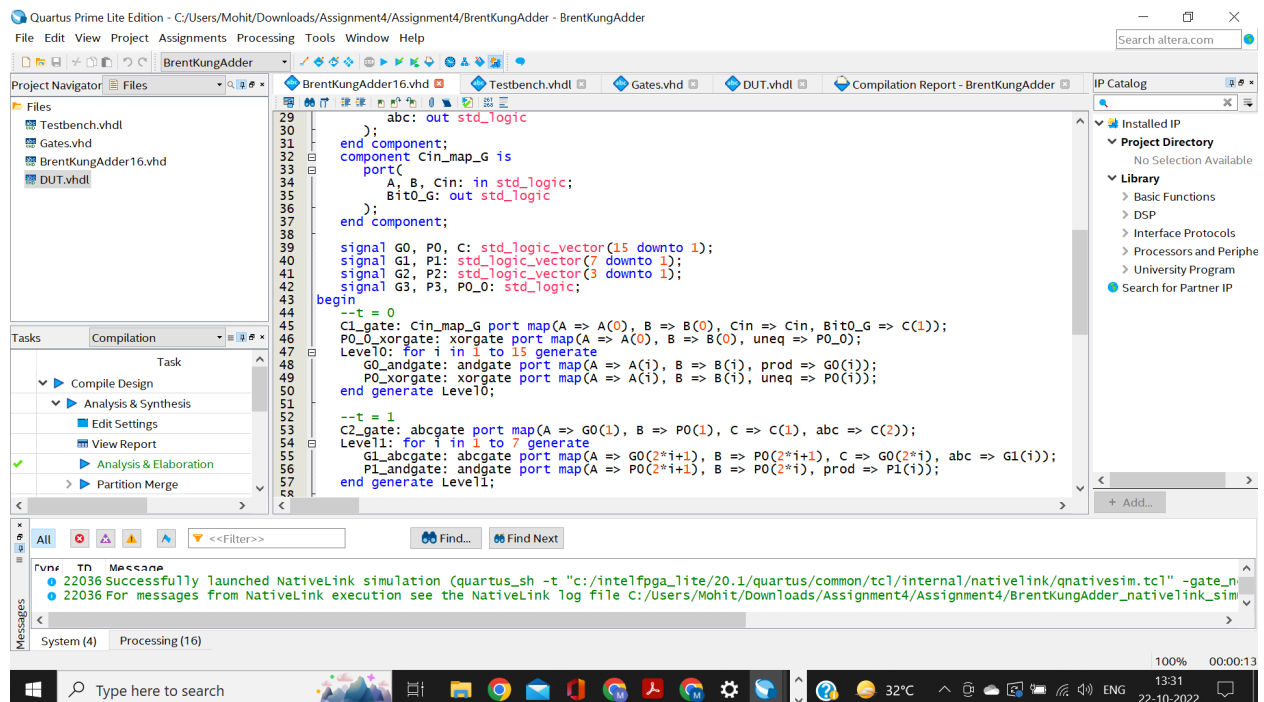 Quartus Prime Lite Edition - C:/Users/Mohit/Downloads/Assignment4/Assignment4/BrentKungAdder - BrentKungAdder
File Edit View Project Assignments Processing Tools Window Help
Search altera.com
BrentKungAdder
Project Navigator Files
BrentKungAdder16.vhd
Testbench.vhdl
Gates.vhd
DUT.vhdl
Compilation Report - BrentKungAdder
IP Catalog
Files
Testbench.vhdl
Gates.vhd
BrentKungAdder16.vhd
DUT.vhdl
29 abc: out std_logic
30 );
31 end component;
32 component Cin_map_G is
33 port(
34 A, B, Cin: in std_logic;
35 Bit0_G: out std_logic
36 );
37 end component;
38
39 signal G0, P0, C: std_logic_vector(15 downto 1);
40 signal G1, P1: std_logic_vector(7 downto 1);
41 signal G2, P2: std_logic_vector(3 downto 1);
42 signal G3, P3, P0_0: std_logic;
43 begin
44 --t = 0
45 C1_gate: Cin_map_G port map(A => A(0), B => B(0), Cin => Cin, Bit0_G => C(1));
46 P0_0_xorgate: xorgate port map(A => A(0), B => B(0), uneq => P0_0);
47 Level0: for i in 1 to 15 generate
48 G0_andgate: andgate port map(A => A(i), B => B(i), prod => G0(i));
49 P0_xorgate: xorgate port map(A => A(i), B => B(i), uneq => P0(i));
50 end generate Level0;
51
52 --t = 1
53 C2_gate: abcgate port map(A => G0(1), B => P0(1), C => C(1), abc => C(2));
54 Level1: for i in 1 to 7 generate
55 G1_abcgate: abcgate port map(A => G0(2*i+1), B => P0(2*i+1), C => G0(2*i), abc => G1(i));
56 P1_andgate: andgate port map(A => P0(2*i+1), B => P0(2*i), prod => P1(i));
57 end generate Level1;
58
Installed IP
Project Directory
No Selection Available
Library
Basic Functions
DSP
Interface Protocols
Processors and Periphe
University Program
Search for Partner IP
+ Add...
Tasks Compilation
Task
Compile Design
Analysis & Synthesis
Edit Settings
View Report
Analysis & Elaboration
Partition Merge
All
<<Filter>>
Find...
Find Next
Type ID Message
22036 Successfully launched NativeLink simulation (quartus_sh -t "c:/intelfpga_lite/20.1/quartus/common/tcl/internal/nativelink/qnativesim.tcl" -gate_n
22036 For messages from NativeLink execution see the NativeLink log file C:/Users/Mohit/Downloads/Assignment4/Assignment4/BrentKungAdder_nativelink_sim
Messages
System (4) Processing (16)
100% 00:00:13
Type here to search
32°C
ENG
13:31
22-10-2022